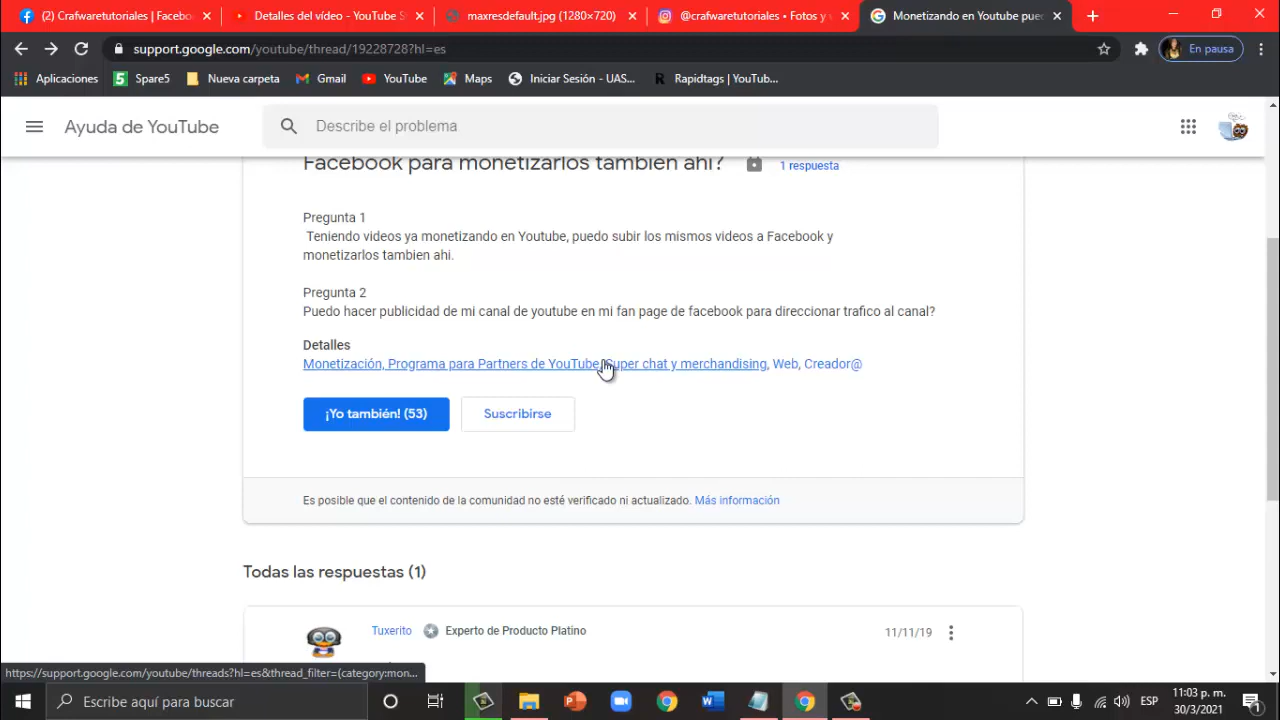 (2) Crafwaretutoriales | Facebo
Detalles del vídeo - YouTube S
maxresdefault.jpg (1280×720)
@crafwaretutoriales • Fotos y v
Monetizando en Youtube pue
support.google.com/youtube/thread/19228728?hl=es
En pausa
Aplicaciones
Spare5
Nueva carpeta
Gmail
YouTube
Maps
Iniciar Sesión - UAS...
Rapidtags | YouTub...
Ayuda de YouTube
Describe el problema
Facebook para monetizarlos tambien ahi?
1 respuesta
Pregunta 1
Teniendo videos ya monetizando en Youtube, puedo subir los mismos videos a Facebook y
monetizarlos tambien ahi.
Pregunta 2
Puedo hacer publicidad de mi canal de youtube en mi fan page de facebook para direccionar trafico al canal?
Detalles
Monetización, Programa para Partners de YouTube, Super chat y merchandising, Web, Creador@
¡Yo también! (53)
Suscribirse
Es posible que el contenido de la comunidad no esté verificado ni actualizado. Más información
Todas las respuestas (1)
Tuxerito
Experto de Producto Platino
11/11/19
https://support.google.com/youtube/threads?hl=es&thread_filter=(category:mon...
Escribe aquí para buscar
ESP
11:03 p. m.
30/3/2021
1